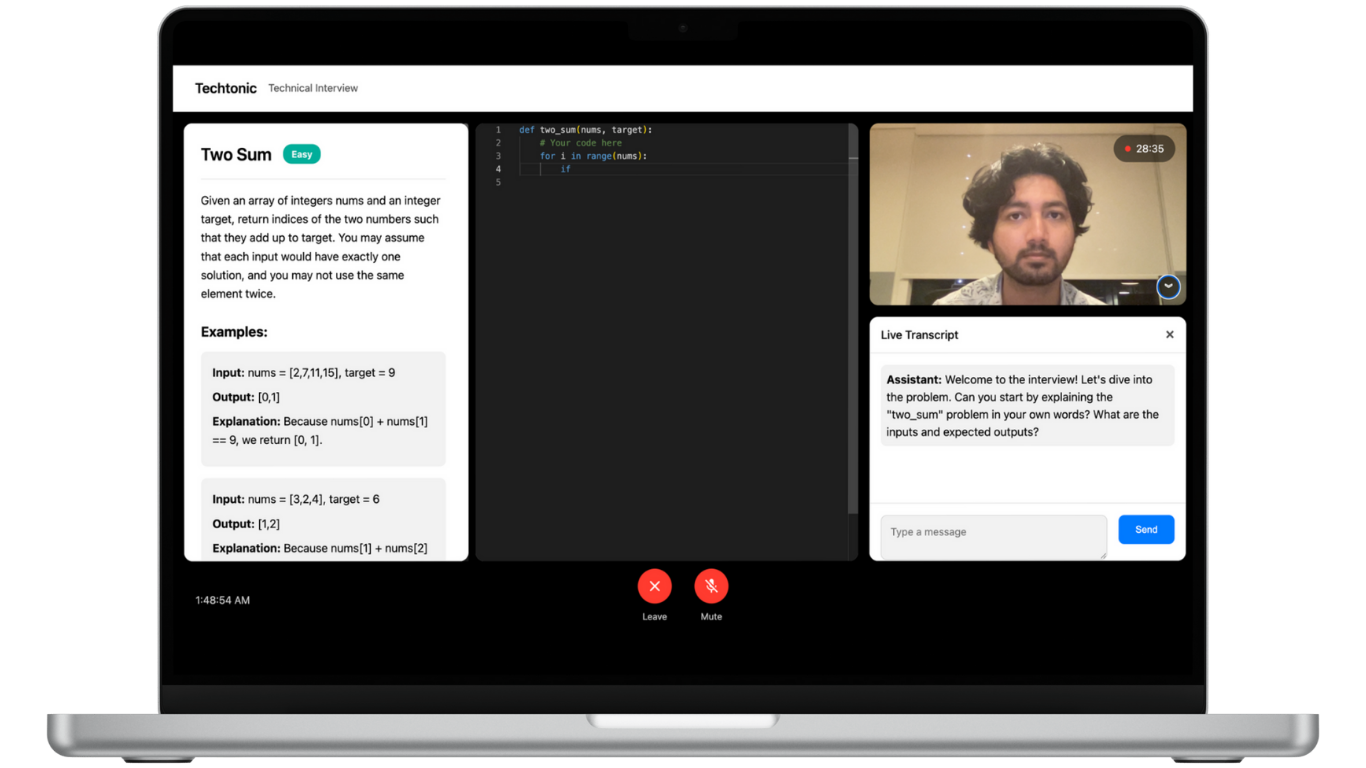 Techtonic Technical Interview
Two Sum Easy
Given an array of integers nums and an integer
target, return indices of the two numbers such
that they add up to target. You may assume
that each input would have exactly one
solution, and you may not use the same
element twice.
Examples:
Input: nums = [2,7,11,15], target = 9
Output: [0,1]
Explanation: Because nums[0] + nums[1]
== 9, we return [0, 1].
Input: nums = [3,2,4], target = 6
Output: [1,2]
Explanation: Because nums[1] + nums[2]
1 def two_sum(nums, target):
2 # Your code here
3 for i in range(nums):
4 if
5
28:35
Live Transcript ×
Assistant: Welcome to the interview! Let's dive into
the problem. Can you start by explaining the
"two_sum" problem in your own words? What are the
inputs and expected outputs?
Type a message Send
1:48:54 AM
Leave Mute